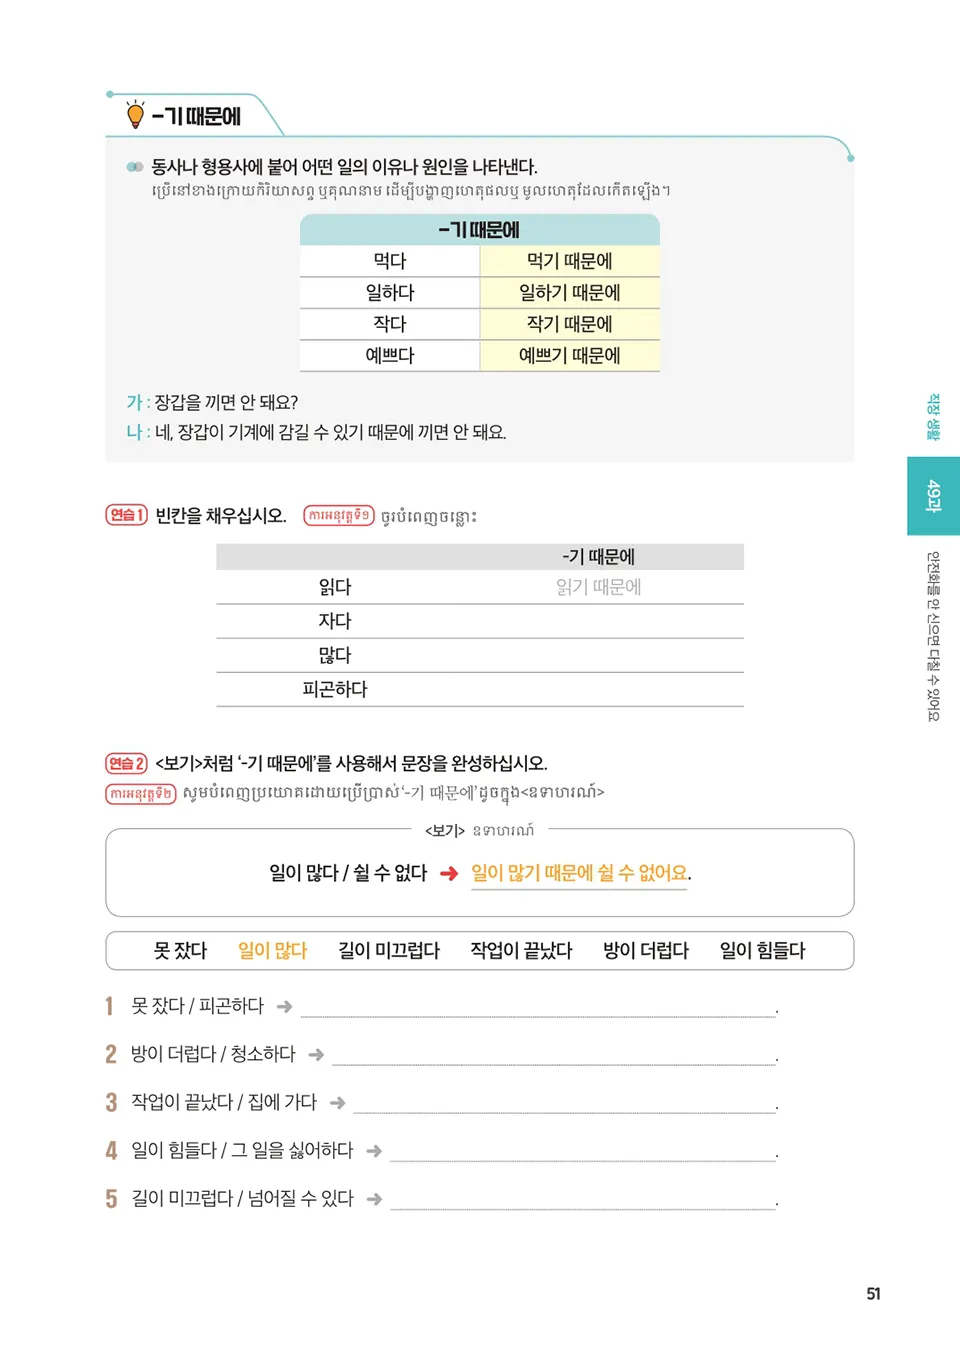 -기 때문에
동사나 형용사에 붙어 어떤 일의 이유나 원인을 나타낸다.
ប្រើនៅខាងក្រោយកិរិយាសព្ទ ឬគុណនាម ដើម្បីបង្ហាញហេតុផលឬ មូលហេតុដែលកើតឡើង។
-기 때문에
먹다 먹기 때문에
일하다 일하기 때문에
작다 작기 때문에
예쁘다 예쁘기 때문에
가 : 장갑을 끼면 안 돼요?
나 : 네, 장갑이 기계에 감길 수 있기 때문에 끼면 안 돼요.
연습 1 빈칸을 채우십시오. ការអនុវត្តទី១ ចូរបំពេញចន្លោះ
-기 때문에
읽다 읽기 때문에
자다
많다
피곤하다
연습 2 <보기>처럼 '-기 때문에'를 사용해서 문장을 완성하십시오.
ការអនុវត្តទី២ សូមបំពេញប្រយោគដោយប្រើប្រាស់ '-기 때문에' ដូចក្នុង<ឧទាហរណ៍>
<보기> ឧទាហរណ៍
일이 많다 / 쉴 수 없다 ➜ 일이 많기 때문에 쉴 수 없어요.
못 잤다 일이 많다 길이 미끄럽다 작업이 끝났다 방이 더럽다 일이 힘들다
1 못 잤다 / 피곤하다 ➜ .
2 방이 더럽다 / 청소하다 ➜ .
3 작업이 끝났다 / 집에 가다 ➜ .
4 일이 힘들다 / 그 일을 싫어하다 ➜ .
5 길이 미끄럽다 / 넘어질 수 있다 ➜ .
직장 생활
49과
안전화를 안 신으면 다칠 수 있어요
51